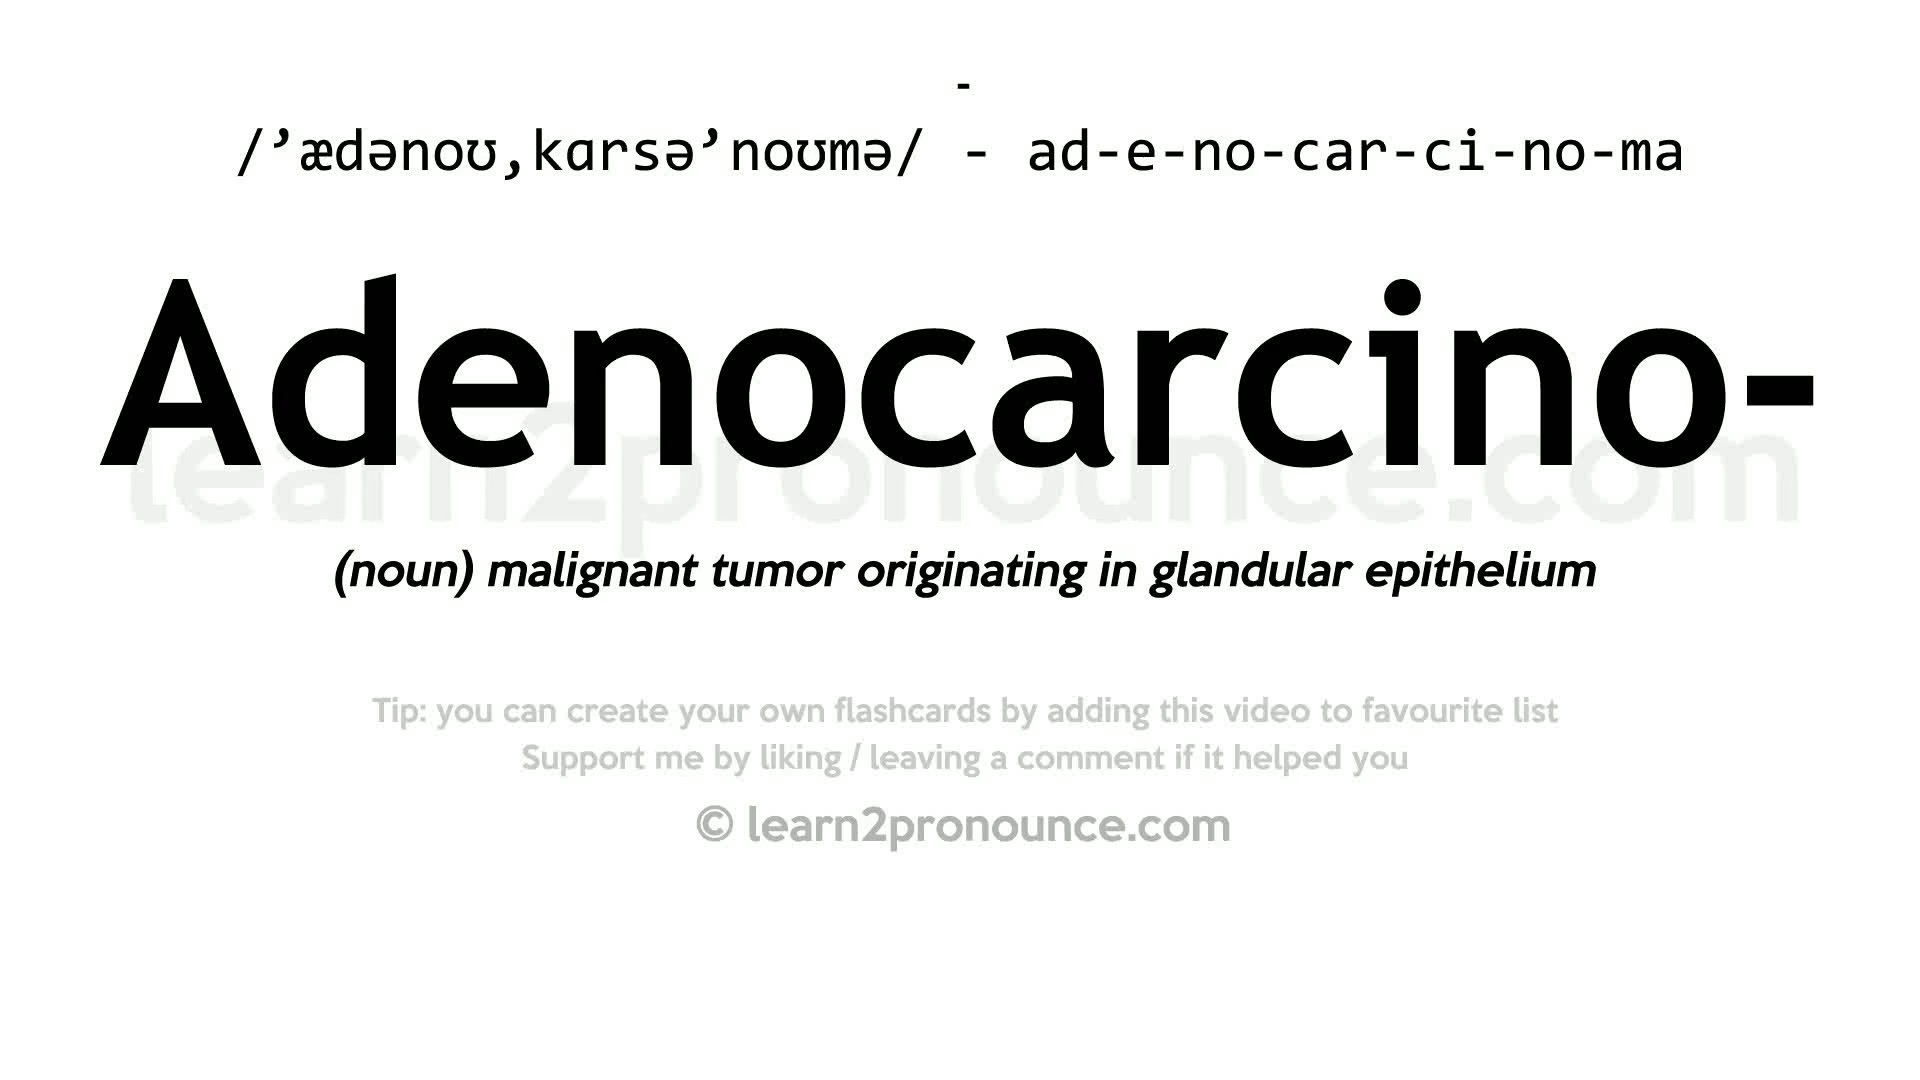 -
/’ædənoʊ,kɑrsə’noʊmə/ - ad-e-no-car-ci-no-ma
Adenocarcino-
learn2pronounce.com
(noun) malignant tumor originating in glandular epithelium
Tip: you can create your own flashcards by adding this video to favourite list
Support me by liking / leaving a comment if it helped you
© learn2pronounce.com